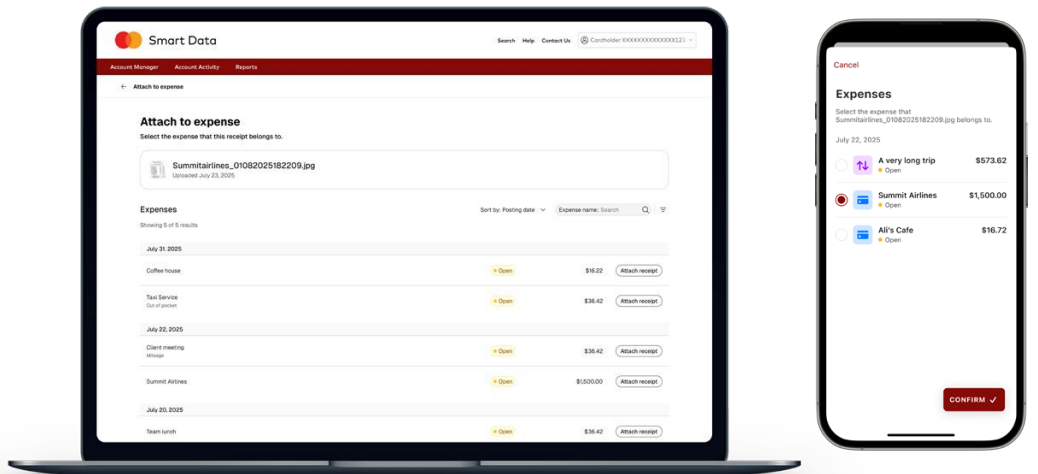 Smart Data
Search Help Contact Us Cardholder XXXXXXXXXXXXXX123
Account Manager Account Activity Reports
Attach to expense
Attach to expense
Select the expense that this receipt belongs to.
Summitairlines_01082025182209.jpg
Uploaded July 23, 2025
Expenses
Sort by: Posting date Expense name: Search
Showing 5 of 5 results
July 31, 2025
Coffee house Open $16.22 Attach receipt
Taxi Service Open $36.42 Attach receipt
Out of pocket
July 22, 2025
Client meeting Open $36.42 Attach receipt
Mileage
Summit Airlines Open $1,500.00 Attach receipt
July 20, 2025
Team lunch Open $36.42 Attach receipt
Cancel
Expenses
Select the expense that
Summitairlines_01082025182209.jpg belongs to.
July 22, 2025
A very long trip $573.62
Open
Summit Airlines $1,500.00
Open
Ali's Cafe $16.72
Open
CONFIRM